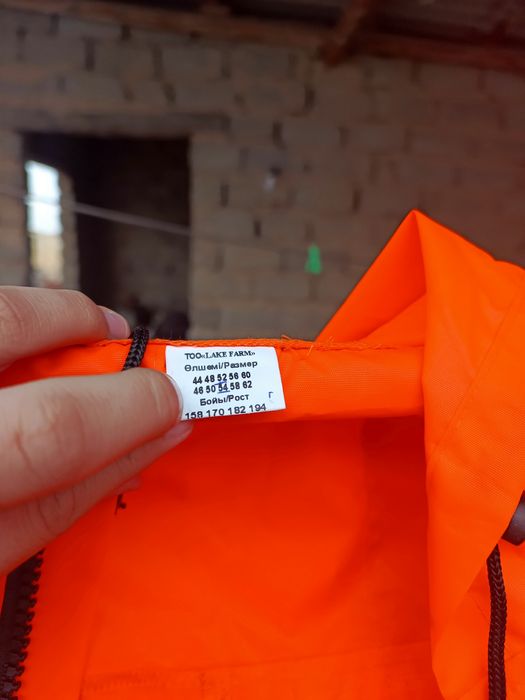 ТОО«LAKE FARM»
Өлшемі/Размер
44 48 52 56 60
46 50 54 58 62
Бойы/Рост г
158 170 182 194